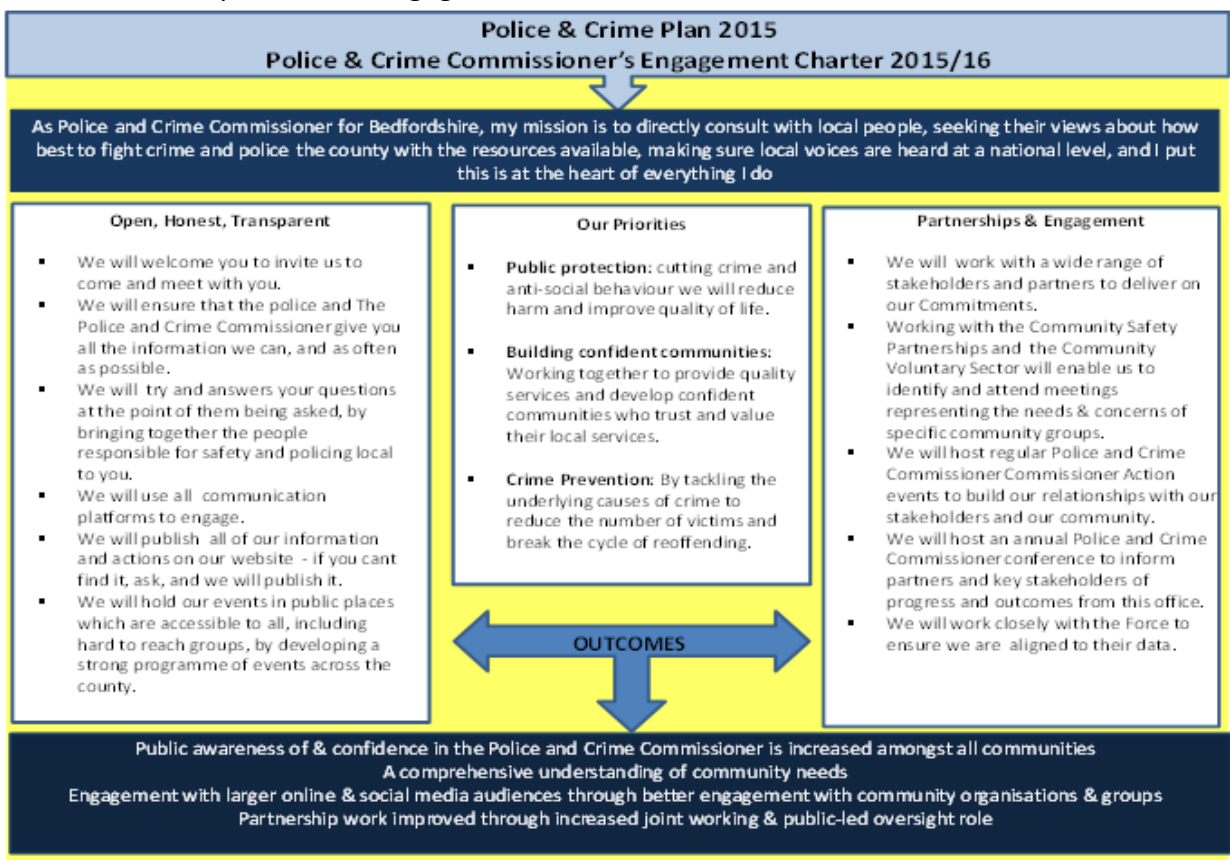 Police & Crime Plan 2015
Police & Crime Commissioner's Engagement Charter 2015/16
As Police and Crime Commissioner for Bedfordshire, my mission is to directly consult with local people, seeking their views about how
best to fight crime and police the county with the resources available, making sure local voices are heard at a national level, and I put
this is at the heart of everything I do
Open, Honest, Transparent
▪ We will welcome you to invite us to
come and meet with you.
▪ We will ensure that the police and The
Police and Crime Commissioner give you
all the information we can, and as often
as possible.
▪ We will try and answers your questions
at the point of them being asked, by
bringing together the people
responsible for safety and policing local
to you.
▪ We will use all communication
platforms to engage.
▪ We will publish all of our information
and actions on our website - if you cant
find it, ask, and we will publish it.
▪ We will hold our events in public places
which are accessible to all, including
hard to reach groups, by developing a
strong programme of events across the
county.
Our Priorities
▪ Public protection: cutting crime and
anti-social behaviour we will reduce
harm and improve quality of life.
▪ Building confident communities:
Working together to provide quality
services and develop confident
communities who trust and value
their local services.
▪ Crime Prevention: By tackling the
underlying causes of crime to
reduce the number of victims and
break the cycle of reoffending.
Partnerships & Engagement
▪ We will work with a wide range of
stakeholders and partners to deliver on
our Commitments.
▪ Working with the Community Safety
Partnerships and the Community
Voluntary Sector will enable us to
identify and attend meetings
representing the needs & concerns of
specific community groups.
▪ We will host regular Police and Crime
Commissioner Commissioner Action
events to build our relationships with our
stakeholders and our community.
▪ We will host an annual Police and Crime
Commissioner conference to inform
partners and key stakeholders of
progress and outcomes from this office.
▪ We will work closely with the Force to
ensure we are aligned to their data.
OUTCOMES
Public awareness of & confidence in the Police and Crime Commissioner is increased amongst all communities
A comprehensive understanding of community needs
Engagement with larger online & social media audiences through better engagement with community organisations & groups
Partnership work improved through increased joint working & public-led oversight role